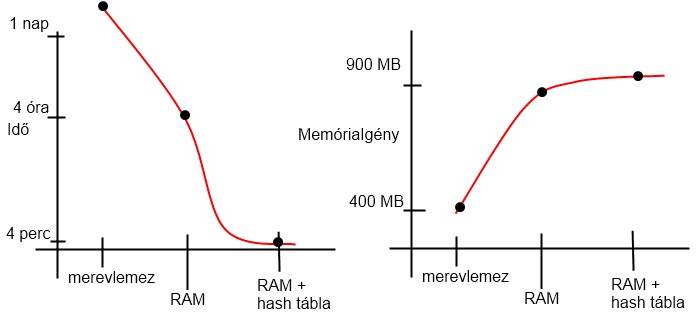 1 nap
4 óra
Idő
4 perc
merevlemez
RAM
RAM +
hash tábla
900 MB
Memórialgény
400 MB
merevlemez
RAM
RAM +
hash tábla